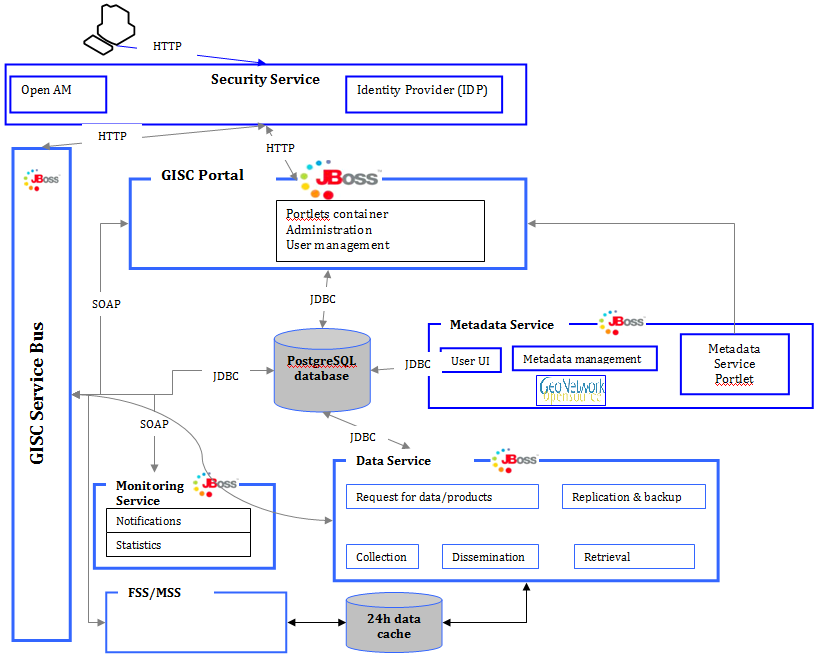 HTTP
Security Service
Open AM
Identity Provider (IDP)
HTTP
HTTP
JBoss
GISC Portal
JBoss
Portlets container
Administration
User management
SOAP
JDBC
GISC Service Bus
PostgreSQL
database
JDBC
JDBC
Metadata Service
JBoss
User UI
Metadata management
GeoNetwork
opensource
Metadata
Service
Portlet
SOAP
JDBC
Data Service
JBoss
Request for data/products
Replication & backup
Collection
Dissemination
Retrieval
Monitoring
Service
JBoss
Notifications
Statistics
FSS/MSS
24h data
cache